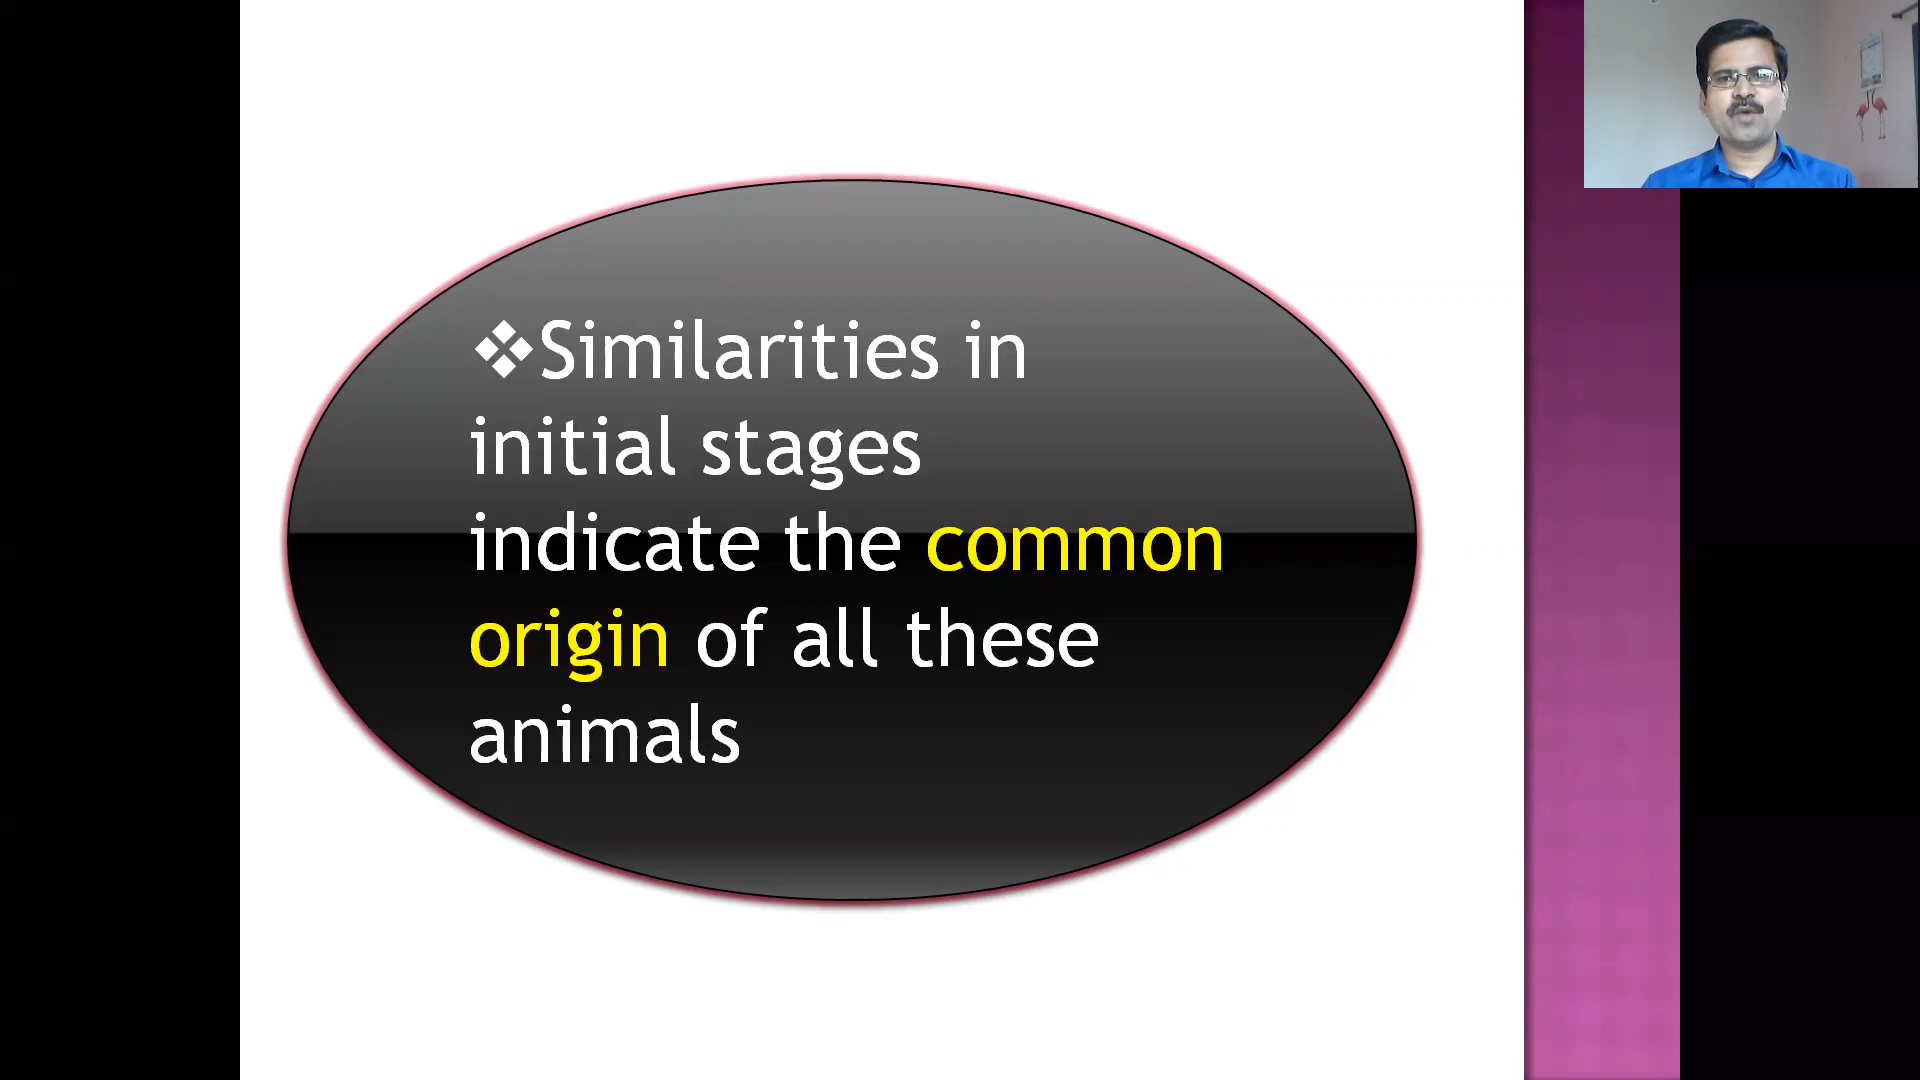 ❖Similarities in
initial stages
indicate the common
origin of all these
animals